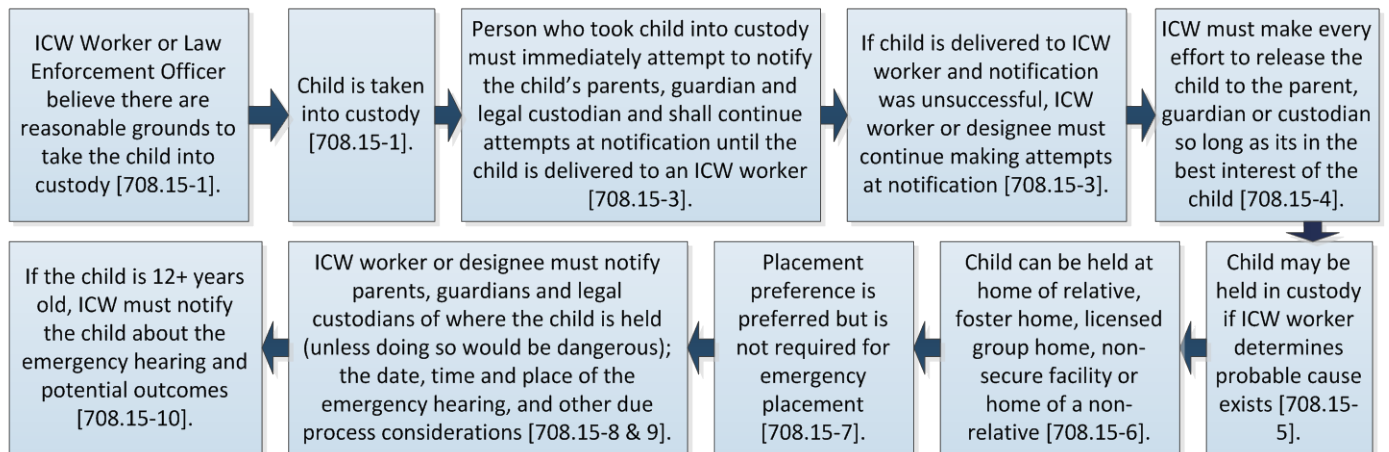 ICW Worker or Law
Enforcement Officer
believe there are
reasonable grounds to
take the child into
custody [708.15-1].
Child is taken
into custody
[708.15-1].
Person who took child into custody
must immediately attempt to notify
the child’s parents, guardian and
legal custodian and shall continue
attempts at notification until the
child is delivered to an ICW worker
[708.15-3].
If child is delivered to ICW
worker and notification
was unsuccessful, ICW
worker or designee must
continue making attempts
at notification [708.15-3].
ICW must make every
effort to release the
child to the parent,
guardian or custodian
so long as its in the
best interest of the
child [708.15-4].
Child may be
held in custody
if ICW worker
determines
probable cause
exists [708.15-
5].
Child can be held at
home of relative,
foster home, licensed
group home, non-
secure facility or
home of a non-
relative [708.15-6].
Placement
preference is
preferred but is
not required for
emergency
placement
[708.15-7].
ICW worker or designee must notify
parents, guardians and legal
custodians of where the child is held
(unless doing so would be dangerous);
the date, time and place of the
emergency hearing, and other due
process considerations [708.15-8 & 9].
If the child is 12+ years
old, ICW must notify
the child about the
emergency hearing and
potential outcomes
[708.15-10].